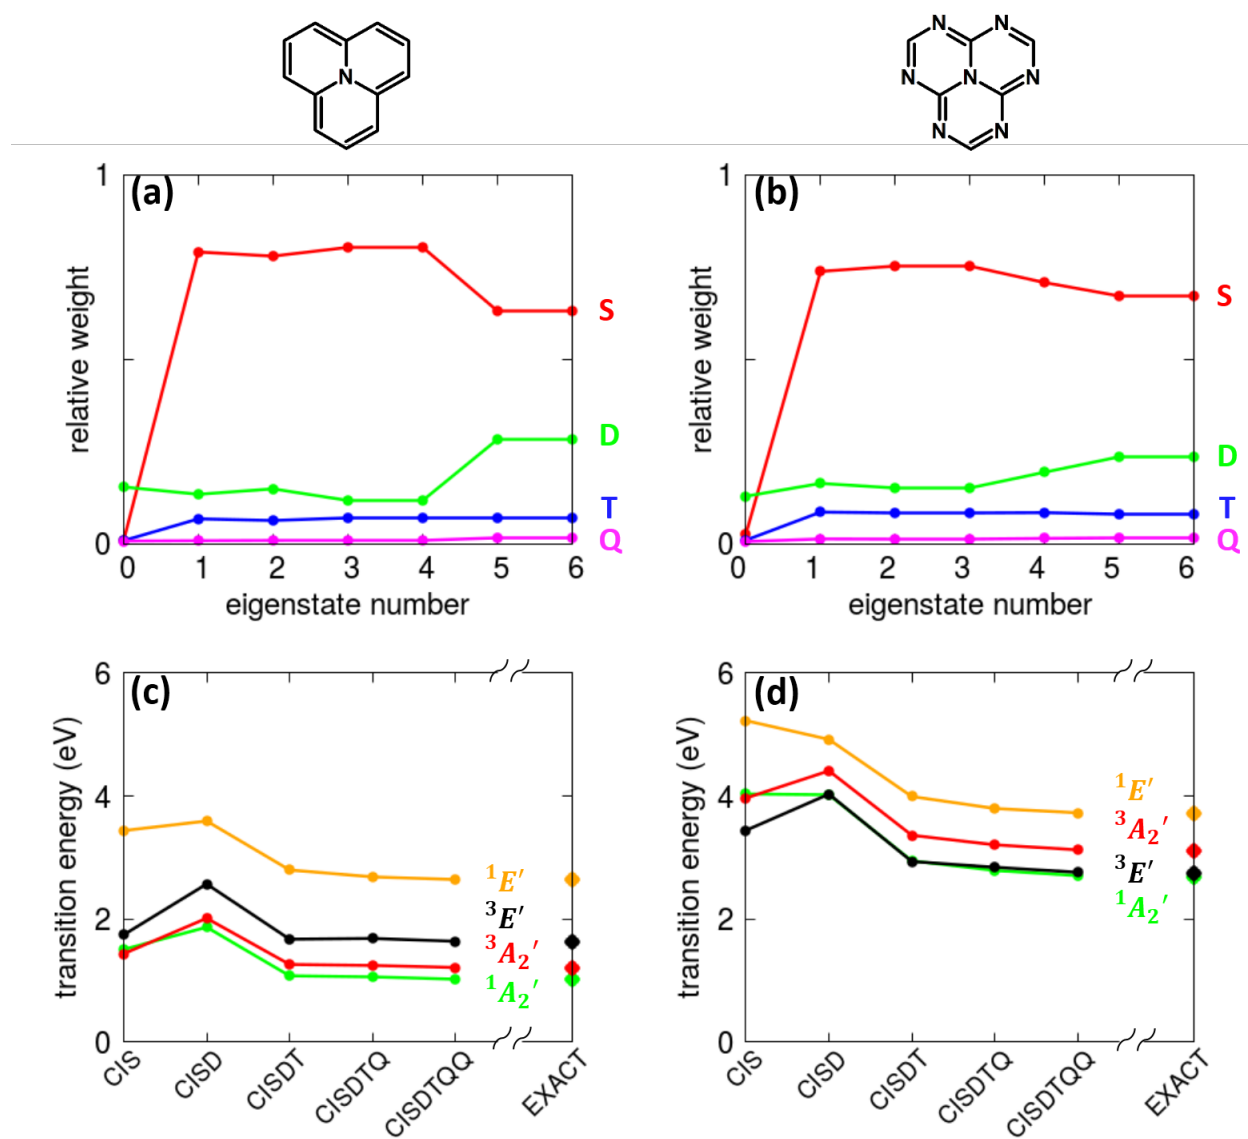 N
N N
N N N
N N
(a)
1
0
relative weight
0 1 2 3 4 5 6
eigenstate number
S
D
T
Q
(b)
1
0
relative weight
0 1 2 3 4 5 6
eigenstate number
S
D
T
Q
(c)
6
4
2
0
transition energy (eV)
¹E′
³E′
³A₂′
¹A₂′
CIS CISD CISDT CISDTQ CISDTQQ EXACT
(d)
6
4
2
0
transition energy (eV)
¹E′
³A₂′
³E′
¹A₂′
CIS CISD CISDT CISDTQ CISDTQQ EXACT